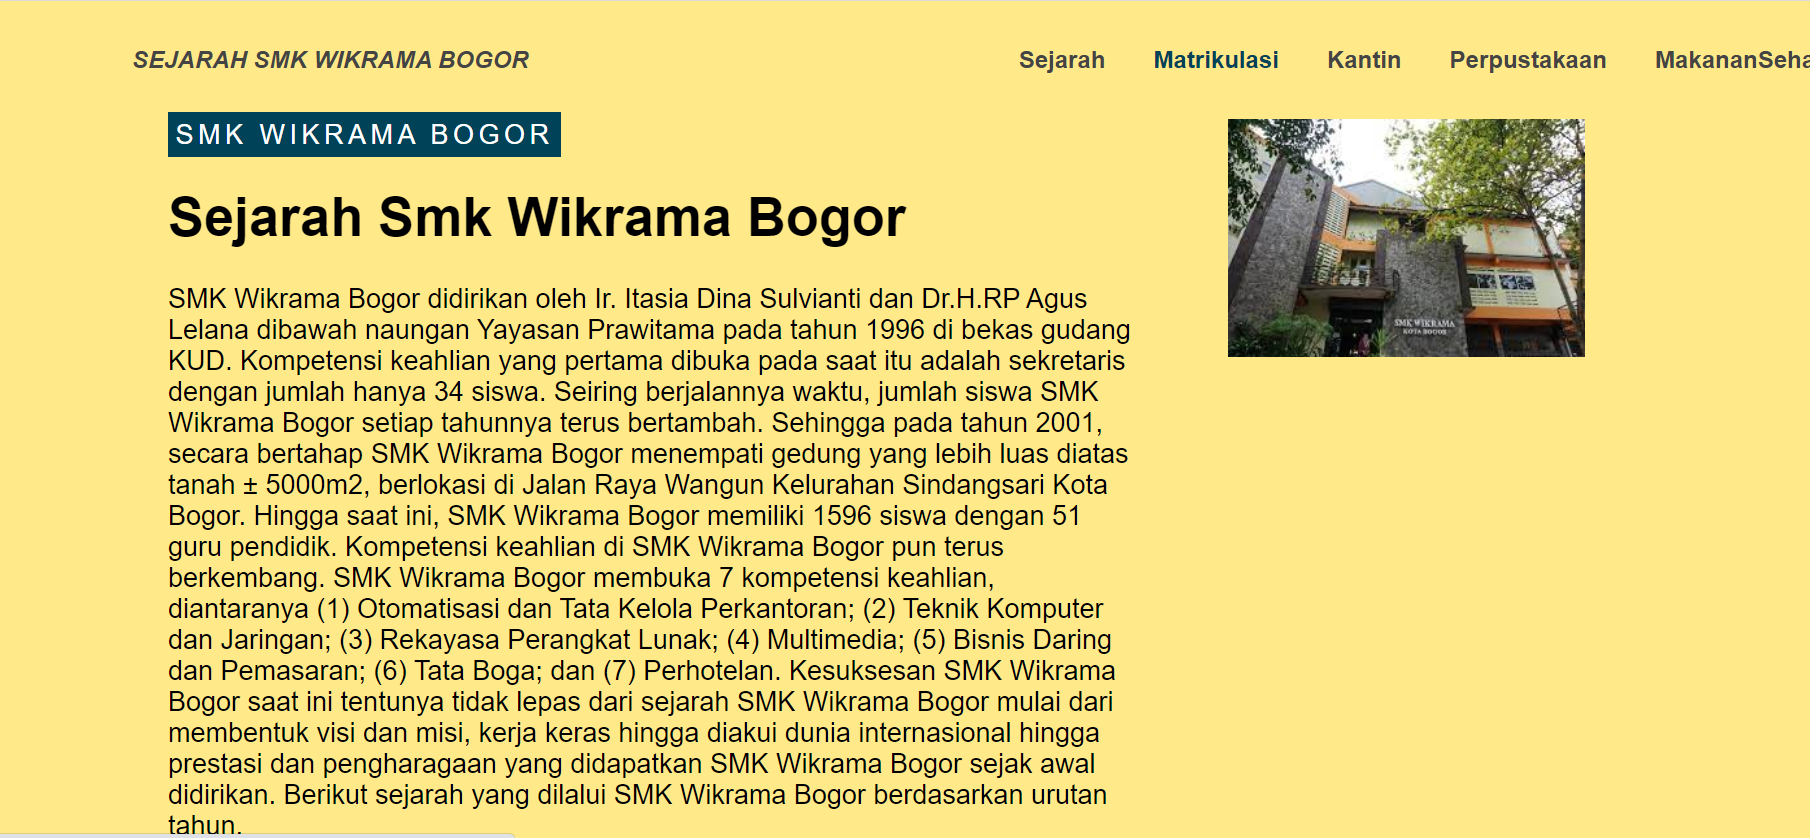 SEJARAH SMK WIKRAMA BOGOR
Sejarah Matrikulasi Kantin Perpustakaan
SMK WIKRAMA BOGOR
Sejarah Smk Wikrama Bogor
SMK Wikrama Bogor didirikan oleh Ir. Itasia Dina Sulvianti dan Dr.H.RP Agus
Lelana dibawah naungan Yayasan Prawitama pada tahun 1996 di bekas gudang
KUD. Kompetensi keahlian yang pertama dibuka pada saat itu adalah sekretaris
dengan jumlah hanya 34 siswa. Seiring berjalannya waktu, jumlah siswa SMK
Wikrama Bogor setiap tahunnya terus bertambah. Sehingga pada tahun 2001,
secara bertahap SMK Wikrama Bogor menempati gedung yang lebih luas diatas
tanah ± 5000m2, berlokasi di Jalan Raya Wangun Kelurahan Sindangsari Kota
Bogor. Hingga saat ini, SMK Wikrama Bogor memiliki 1596 siswa dengan 51
guru pendidik. Kompetensi keahlian di SMK Wikrama Bogor pun terus
berkembang. SMK Wikrama Bogor membuka 7 kompetensi keahlian,
diantaranya (1) Otomatisasi dan Tata Kelola Perkantoran; (2) Teknik Komputer
dan Jaringan; (3) Rekayasa Perangkat Lunak; (4) Multimedia; (5) Bisnis Daring
dan Pemasaran; (6) Tata Boga; dan (7) Perhotelan. Kesuksesan SMK Wikrama
Bogor saat ini tentunya tidak lepas dari sejarah SMK Wikrama Bogor mulai dari
membentuk visi dan misi, kerja keras hingga diakui dunia internasional hingga
prestasi dan pengharagaan yang didapatkan SMK Wikrama Bogor sejak awal
didirikan. Berikut sejarah yang dilalui SMK Wikrama Bogor berdasarkan urutan
tahun.
SMK WIKRAMA
KOTA BOGOR